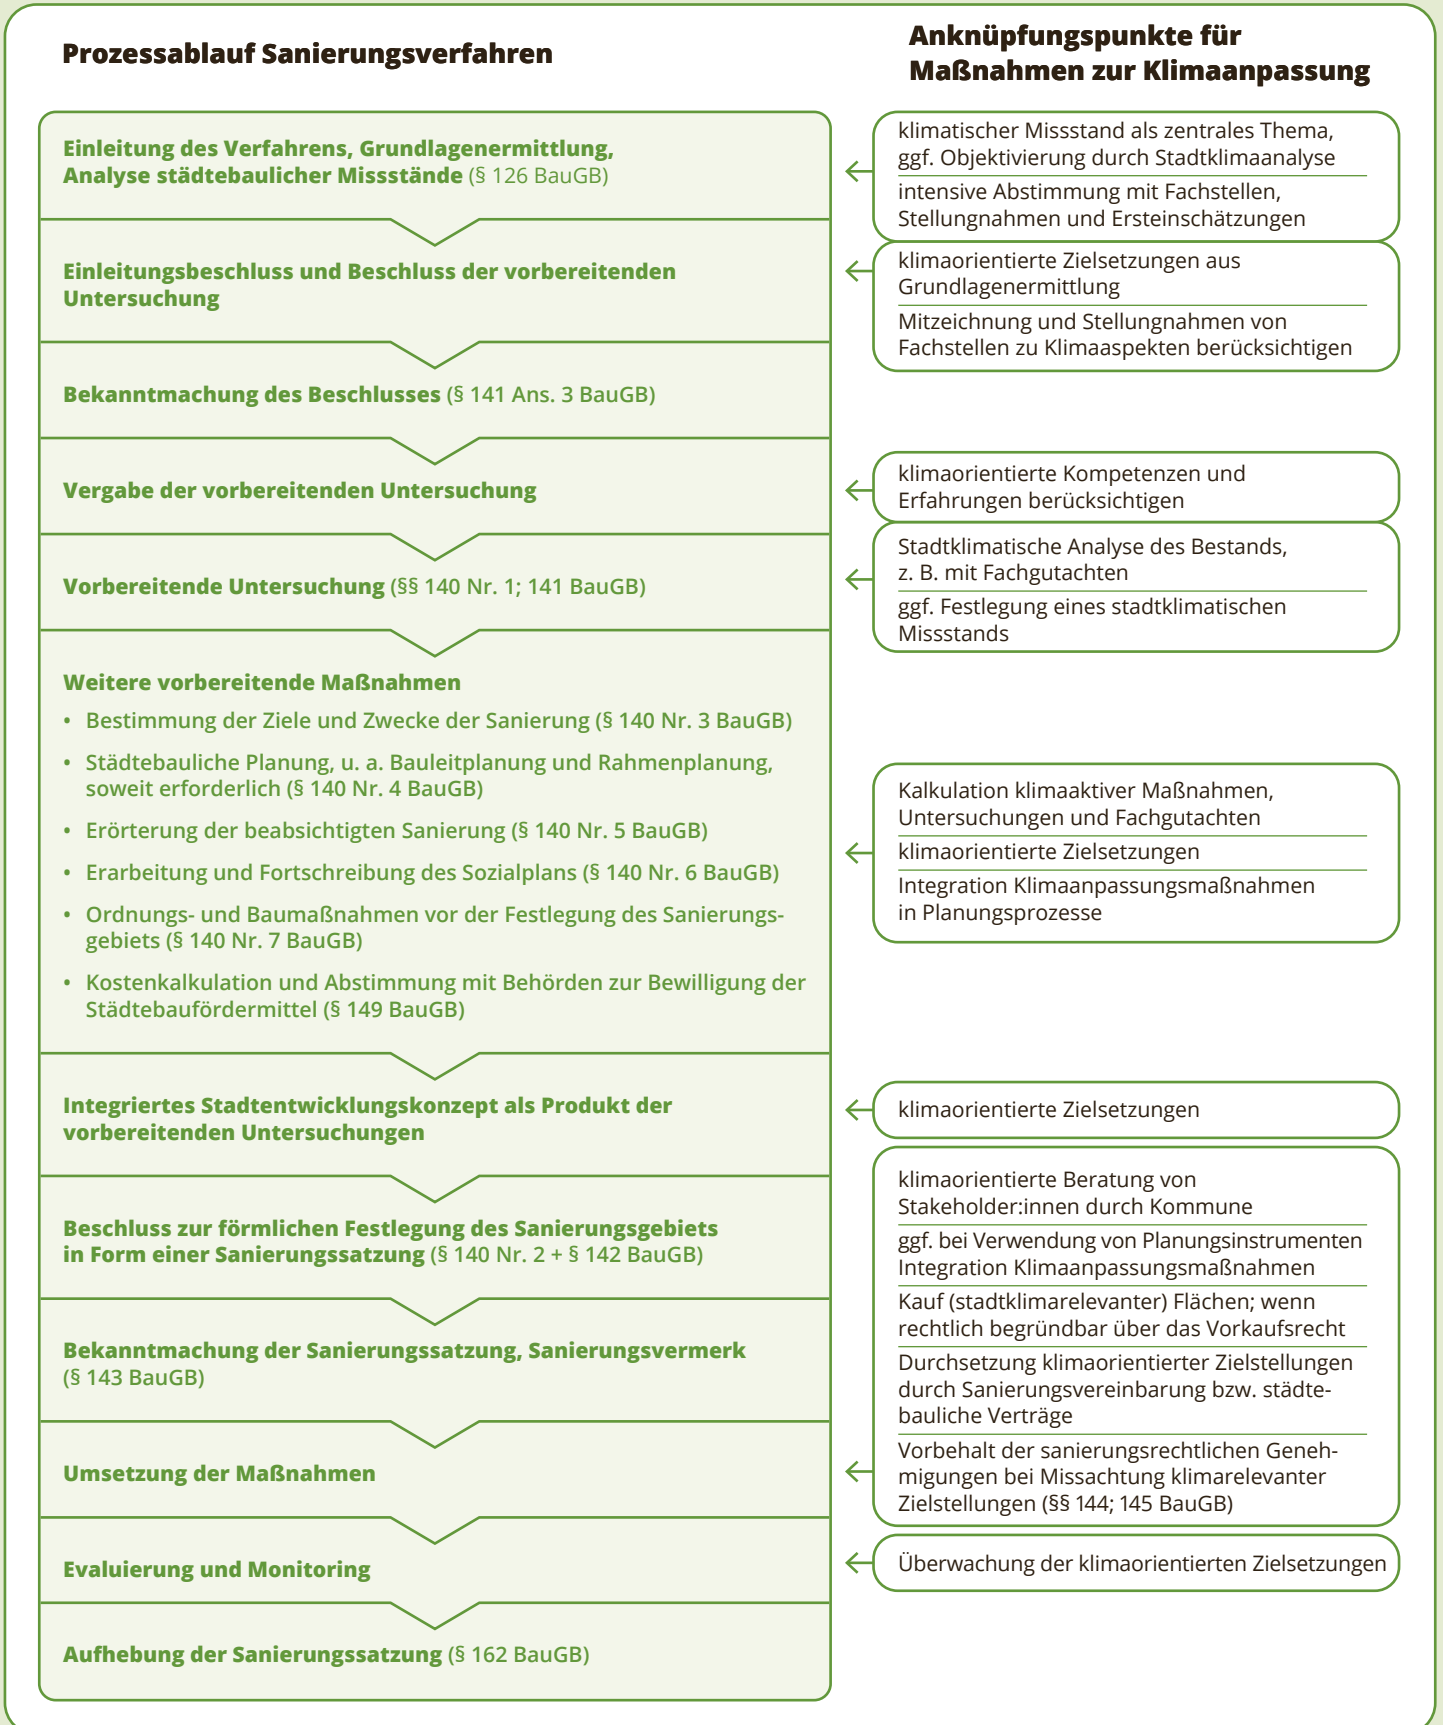 Prozessablauf Sanierungsverfahren
Anknüpfungspunkte für
Maßnahmen zur Klimaanpassung
Einleitung des Verfahrens, Grundlagenermittlung,
Analyse städtebaulicher Missstände (§ 126 BauGB)
klimatischer Missstand als zentrales Thema,
ggf. Objektivierung durch Stadtklimaanalyse
intensive Abstimmung mit Fachstellen,
Stellungnahmen und Ersteinschätzungen
Einleitungsbeschluss und Beschluss der vorbereitenden
Untersuchung
klimaorientierte Zielsetzungen aus
Grundlagenermittlung
Mitzeichnung und Stellungnahmen von
Fachstellen zu Klimaaspekten berücksichtigen
Bekanntmachung des Beschlusses (§ 141 Ans. 3 BauGB)
Vergabe der vorbereitenden Untersuchung
klimaorientierte Kompetenzen und
Erfahrungen berücksichtigen
Vorbereitende Untersuchung (§§ 140 Nr. 1; 141 BauGB)
Stadtklimatische Analyse des Bestands,
z. B. mit Fachgutachten
ggf. Festlegung eines stadtklimatischen
Missstands
Weitere vorbereitende Maßnahmen
• Bestimmung der Ziele und Zwecke der Sanierung (§ 140 Nr. 3 BauGB)
• Städtebauliche Planung, u. a. Bauleitplanung und Rahmenplanung,
soweit erforderlich (§ 140 Nr. 4 BauGB)
• Erörterung der beabsichtigten Sanierung (§ 140 Nr. 5 BauGB)
• Erarbeitung und Fortschreibung des Sozialplans (§ 140 Nr. 6 BauGB)
• Ordnungs- und Baumaßnahmen vor der Festlegung des Sanierungs-
gebiets (§ 140 Nr. 7 BauGB)
• Kostenkalkulation und Abstimmung mit Behörden zur Bewilligung der
Städtebaufördermittel (§ 149 BauGB)
Kalkulation klimaaktiver Maßnahmen,
Untersuchungen und Fachgutachten
klimaorientierte Zielsetzungen
Integration Klimaanpassungsmaßnahmen
in Planungsprozesse
Integriertes Stadtentwicklungskonzept als Produkt der
vorbereitenden Untersuchungen
klimaorientierte Zielsetzungen
Beschluss zur förmlichen Festlegung des Sanierungsgebiets
in Form einer Sanierungssatzung (§ 140 Nr. 2 + § 142 BauGB)
Bekanntmachung der Sanierungssatzung, Sanierungsvermerk
(§ 143 BauGB)
Umsetzung der Maßnahmen
klimaorientierte Beratung von
Stakeholder:innen durch Kommune
ggf. bei Verwendung von Planungsinstrumenten
Integration Klimaanpassungsmaßnahmen
Kauf (stadtklimarelevanter) Flächen; wenn
rechtlich begründbar über das Vorkaufsrecht
Durchsetzung klimaorientierter Zielstellungen
durch Sanierungsvereinbarung bzw. städte-
bauliche Verträge
Vorbehalt der sanierungsrechtlichen Geneh-
migungen bei Missachtung klimarelevanter
Zielstellungen (§§ 144; 145 BauGB)
Evaluierung und Monitoring
Überwachung der klimaorientierten Zielsetzungen
Aufhebung der Sanierungssatzung (§ 162 BauGB)